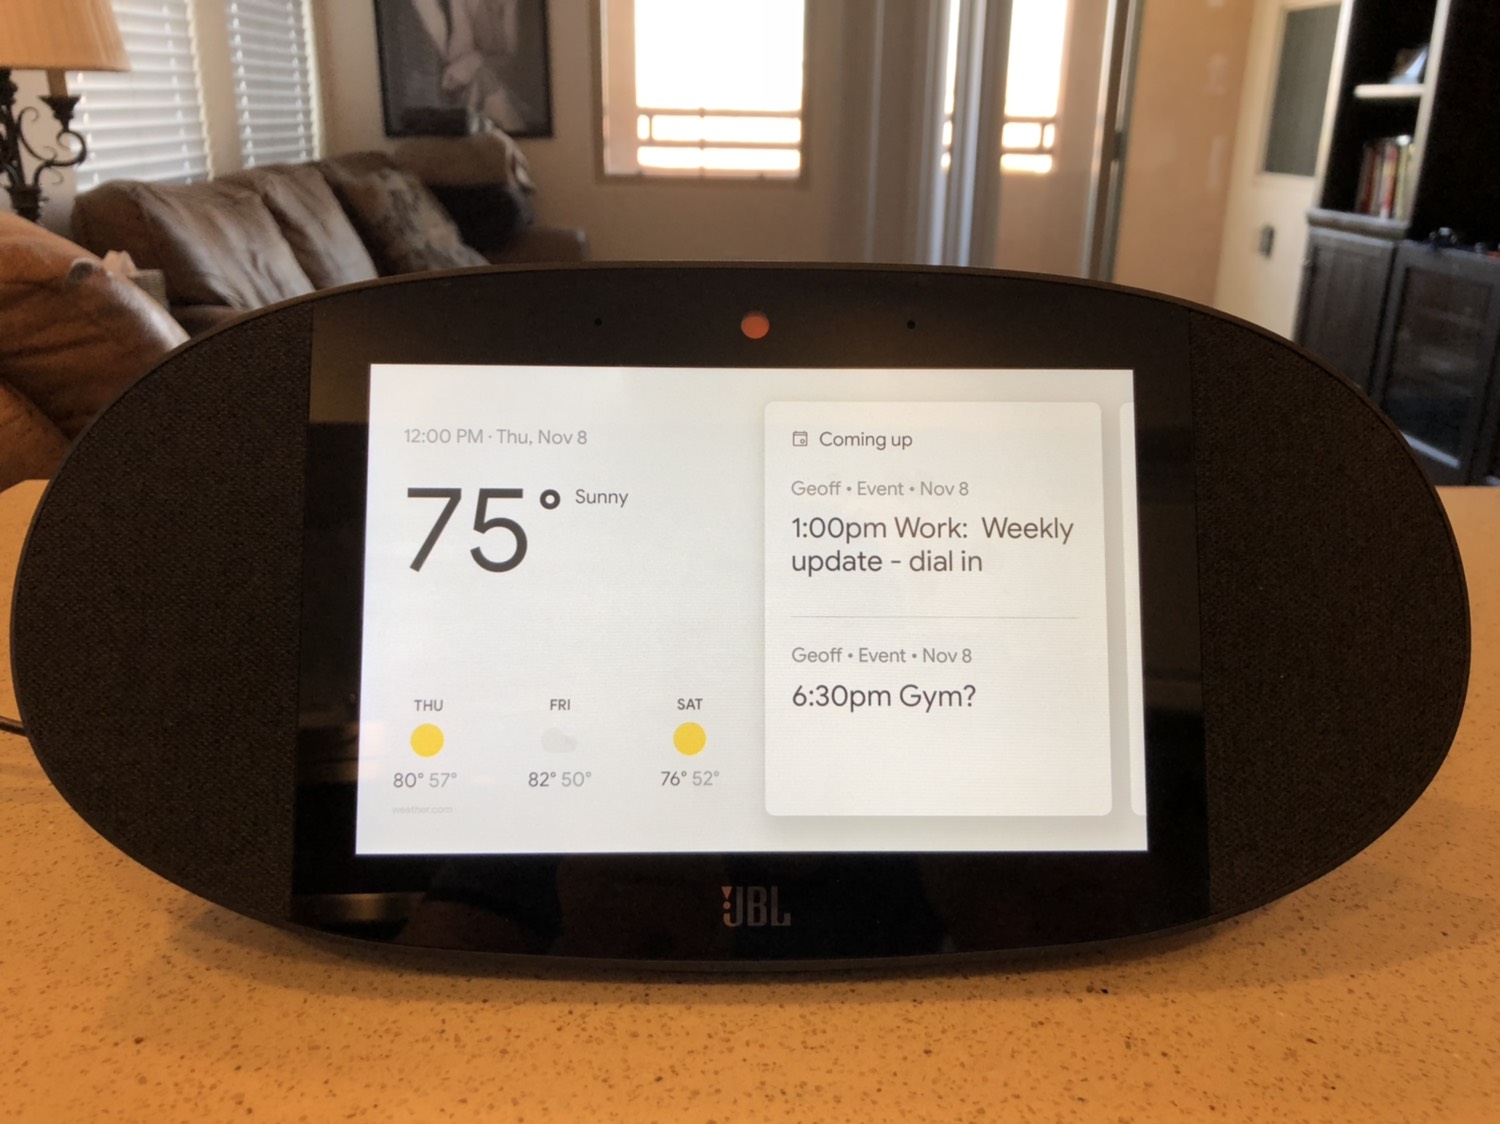 12:00 PM · Thu, Nov 8
75° Sunny
THU FRI SAT
80° 57° 82° 50° 76° 52°
weather.com
Coming up
Geoff • Event • Nov 8
1:00pm Work: Weekly
update - dial in
Geoff • Event • Nov 8
6:30pm Gym?
JBL